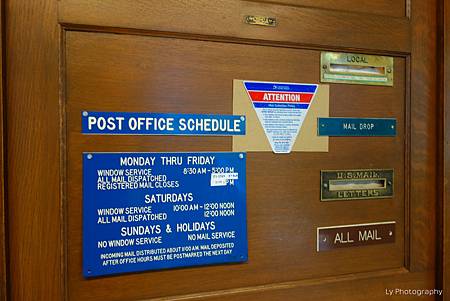 LOCAL
ATTENTION
POST OFFICE SCHEDULE
MAIL DROP
MONDAY THRU FRIDAY
WINDOW SERVICE 8:30 AM - 5:00 PM
ALL MAIL DISPATCHED
REGISTERED MAIL CLOSES PM
SATURDAYS
WINDOW SERVICE 10:00 AM - 12:00 NOON
ALL MAIL DISPATCHED 12:00 NOON
SUNDAYS & HOLIDAYS
NO WINDOW SERVICE NO MAIL SERVICE
INCOMING MAIL DISTRIBUTED ABOUT 11:00 AM. MAIL DEPOSITED
AFTER OFFICE HOURS MUST BE POSTMARKED THE NEXT DAY
U.S. MAIL
LETTERS
ALL MAIL
Ly Photography